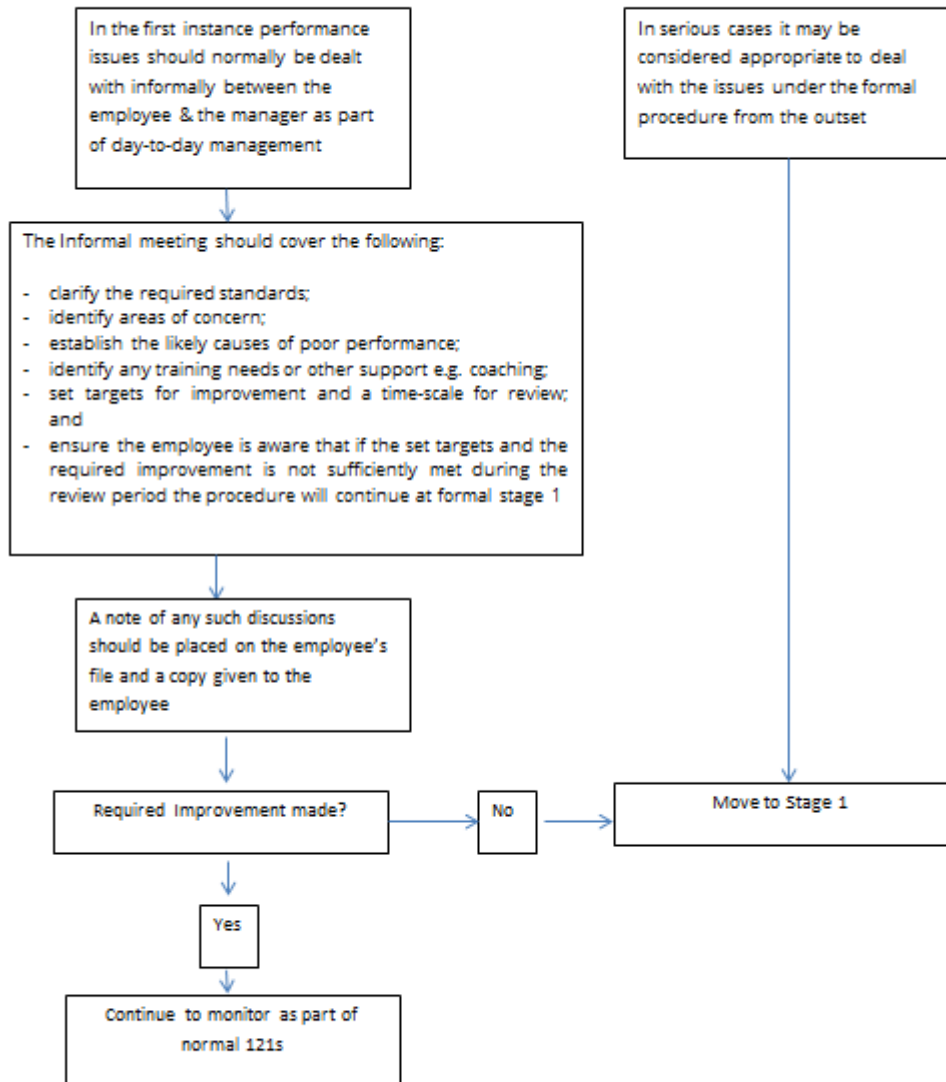 In the first instance performance
issues should normally be dealt
with informally between the
employee & the manager as part
of day-to-day management
In serious cases it may be
considered appropriate to deal
with the issues under the formal
procedure from the outset
The Informal meeting should cover the following:
- clarify the required standards;
- identify areas of concern;
- establish the likely causes of poor performance;
- identify any training needs or other support e.g. coaching;
- set targets for improvement and a time-scale for review;
and
- ensure the employee is aware that if the set targets and the
required improvement is not sufficiently met during the
review period the procedure will continue at formal stage 1
A note of any such discussions
should be placed on the employee's
file and a copy given to the
employee
Required Improvement made?
No
Move to Stage 1
Yes
Continue to monitor as part of
normal 121s